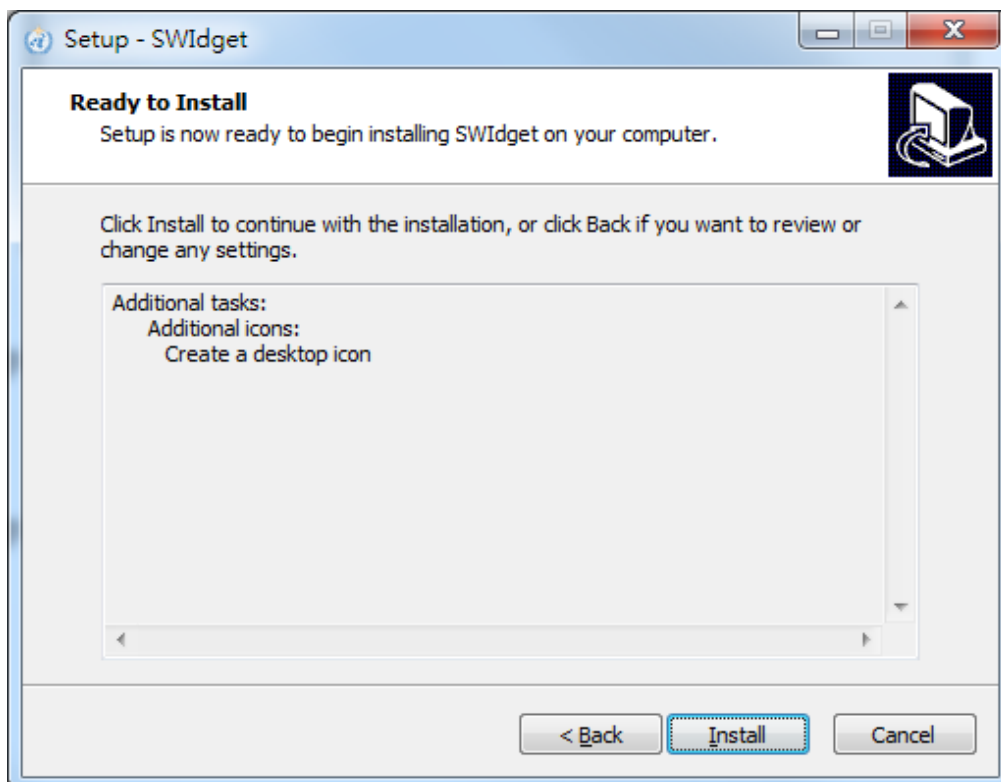 Setup - SWIdget
Ready to Install
Setup is now ready to begin installing SWIdget on your computer.
Click Install to continue with the installation, or click Back if you want to review or
change any settings.
Additional tasks:
Additional icons:
Create a desktop icon
< Back
Install
Cancel